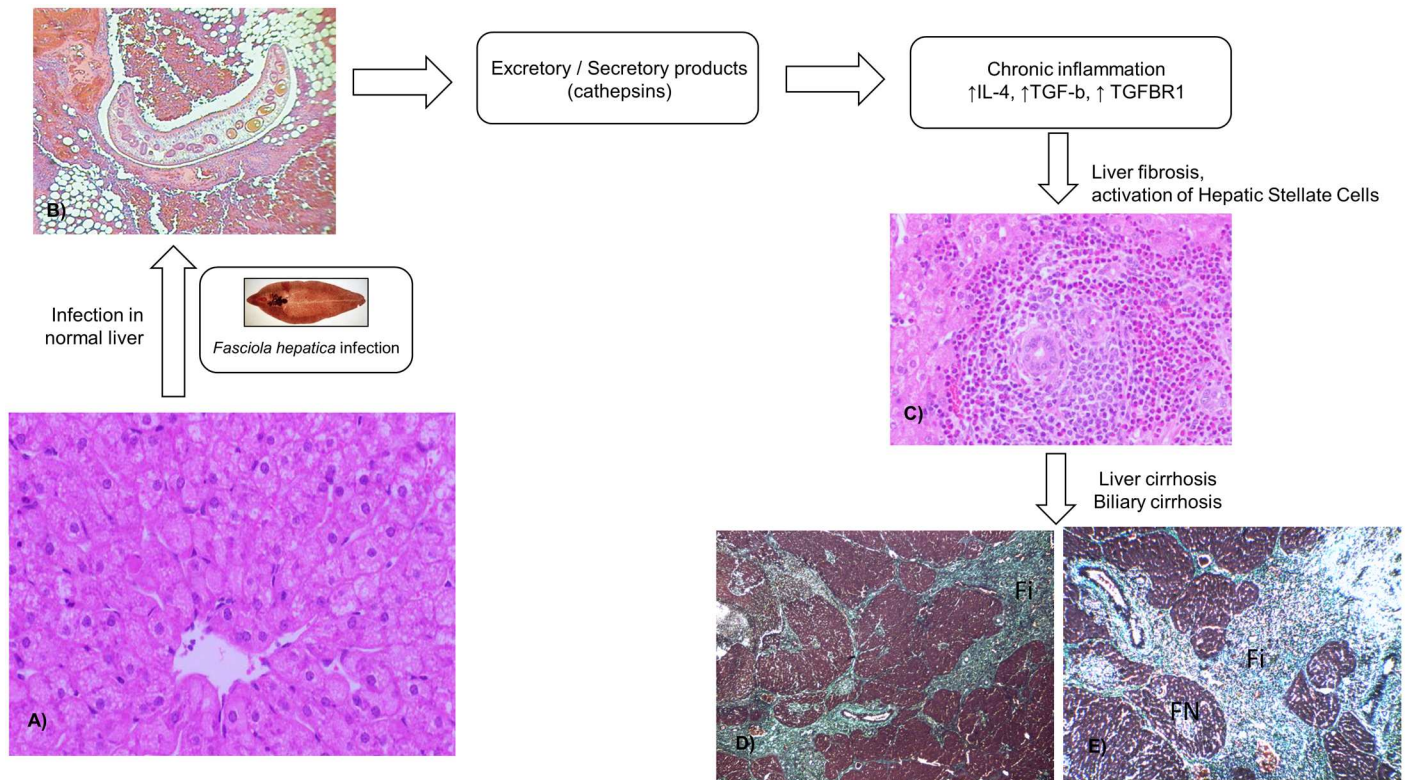 B)
Excretory / Secretory products
(cathepsins)
Chronic inflammation
↑IL-4, ↑TGF-b, ↑ TGFBR1
Liver fibrosis,
activation of Hepatic Stellate Cells
Infection in
normal liver
Fasciola hepatica infection
C)
Liver cirrhosis
Biliary cirrhosis
A)
Fi
D)
Fi
FN
E)